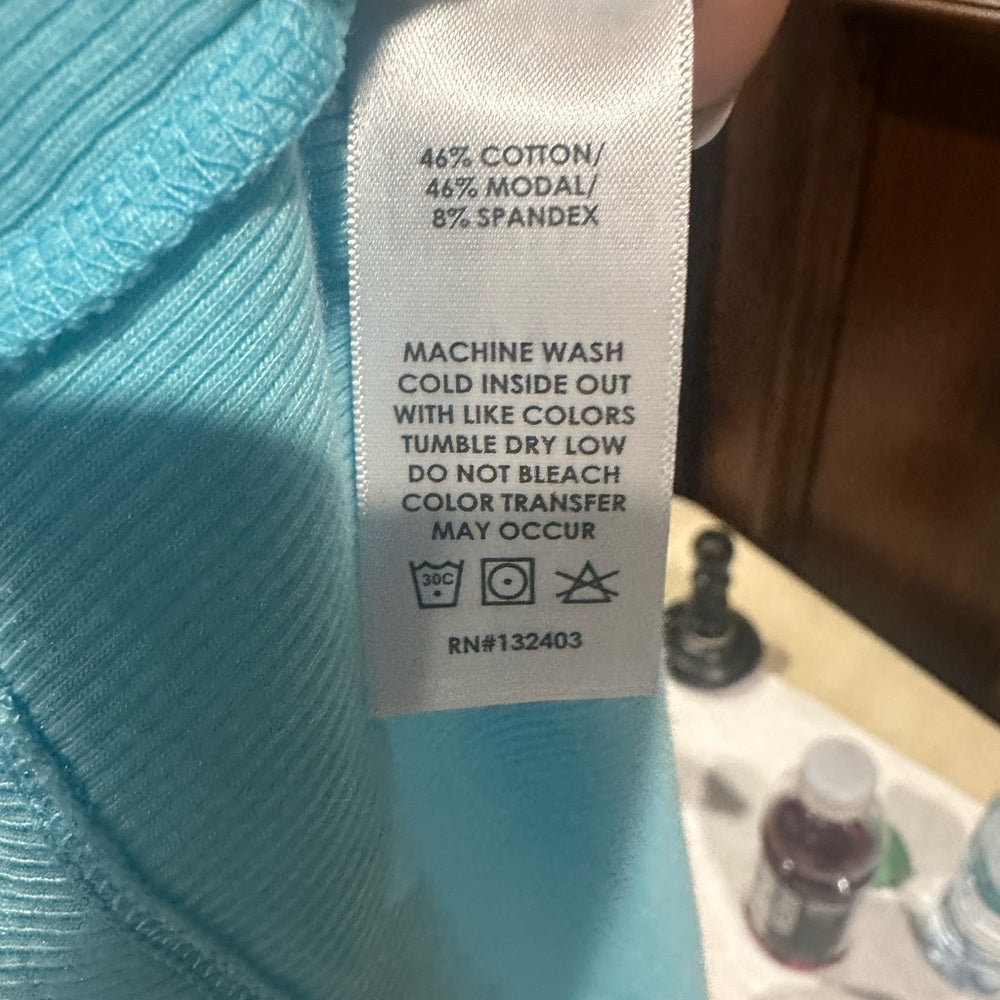 46% COTTON/
46% MODAL/
8% SPANDEX
MACHINE WASH
COLD INSIDE OUT
WITH LIKE COLORS
TUMBLE DRY LOW
DO NOT BLEACH
COLOR TRANSFER
MAY OCCUR
30C
RN#132403